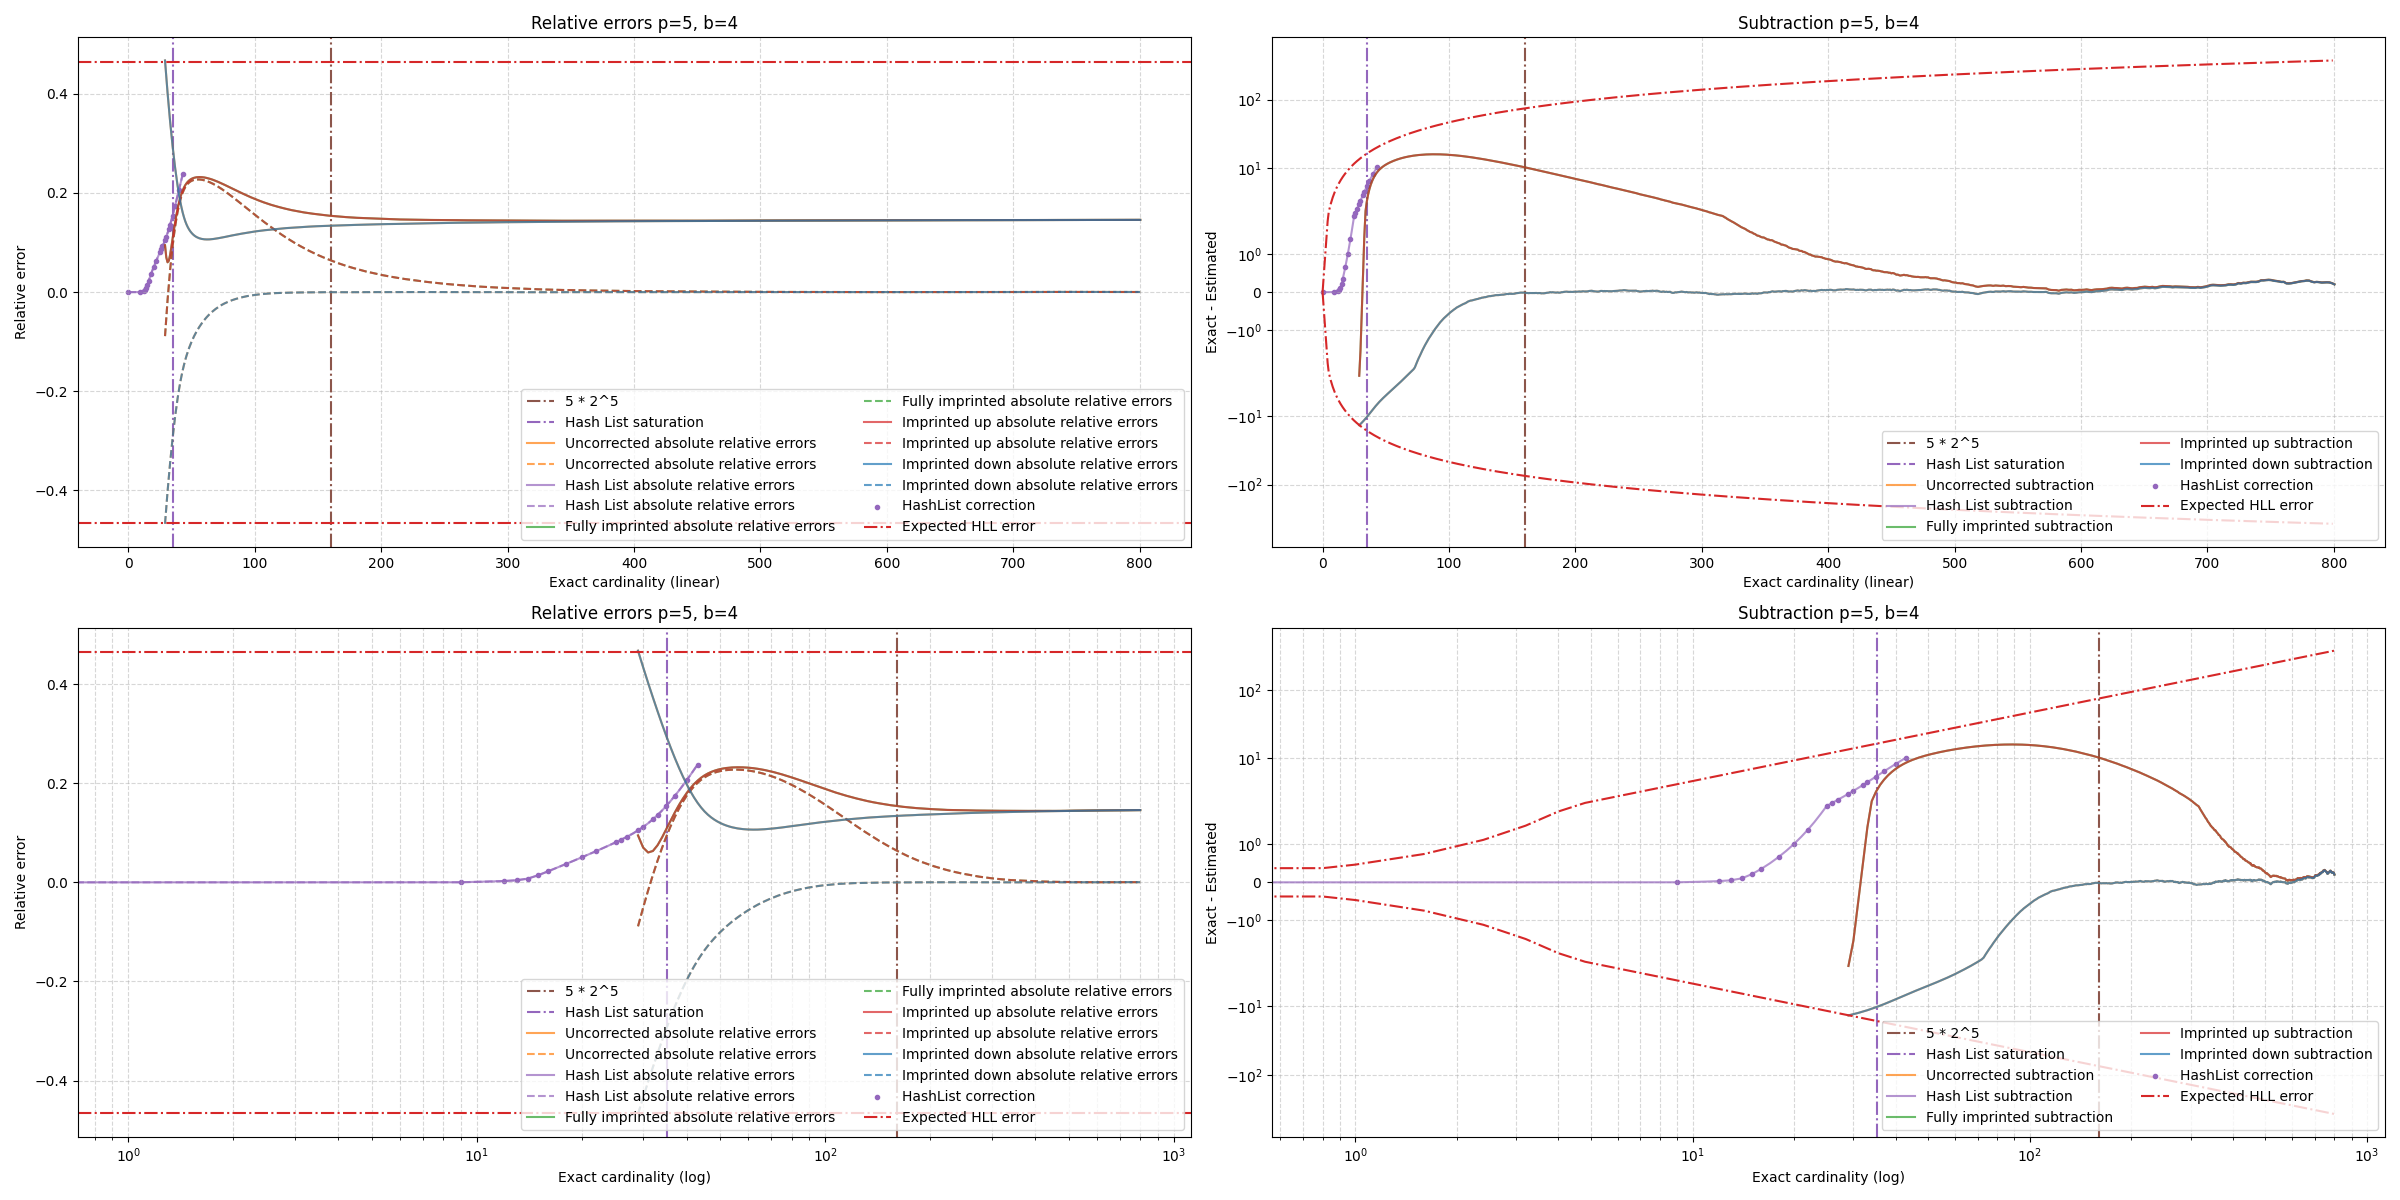 Relative errors p=5, b=4
Relative error
0.4
0.2
0.0
−0.2
−0.4
5 * 2^5
Hash List saturation
Uncorrected absolute relative errors
Uncorrected absolute relative errors
Hash List absolute relative errors
Hash List absolute relative errors
Fully imprinted absolute relative errors
Fully imprinted absolute relative errors
Imprinted up absolute relative errors
Imprinted up absolute relative errors
Imprinted down absolute relative errors
Imprinted down absolute relative errors
HashList correction
Expected HLL error
0 100 200 300 400 500 600 700 800
Exact cardinality (linear)
Subtraction p=5, b=4
Exact - Estimated
10^2
10^1
10^0
0
−10^0
−10^1
−10^2
5 * 2^5
Hash List saturation
Uncorrected subtraction
Hash List subtraction
Fully imprinted subtraction
Imprinted up subtraction
Imprinted down subtraction
HashList correction
Expected HLL error
0 100 200 300 400 500 600 700 800
Exact cardinality (linear)
Relative errors p=5, b=4
Relative error
0.4
0.2
0.0
−0.2
−0.4
5 * 2^5
Hash List saturation
Uncorrected absolute relative errors
Uncorrected absolute relative errors
Hash List absolute relative errors
Hash List absolute relative errors
Fully imprinted absolute relative errors
Fully imprinted absolute relative errors
Imprinted up absolute relative errors
Imprinted up absolute relative errors
Imprinted down absolute relative errors
Imprinted down absolute relative errors
HashList correction
Expected HLL error
10^0 10^1 10^2 10^3
Exact cardinality (log)
Subtraction p=5, b=4
Exact - Estimated
10^2
10^1
10^0
0
−10^0
−10^1
−10^2
5 * 2^5
Hash List saturation
Uncorrected subtraction
Hash List subtraction
Fully imprinted subtraction
Imprinted up subtraction
Imprinted down subtraction
HashList correction
Expected HLL error
10^0 10^1 10^2 10^3
Exact cardinality (log)